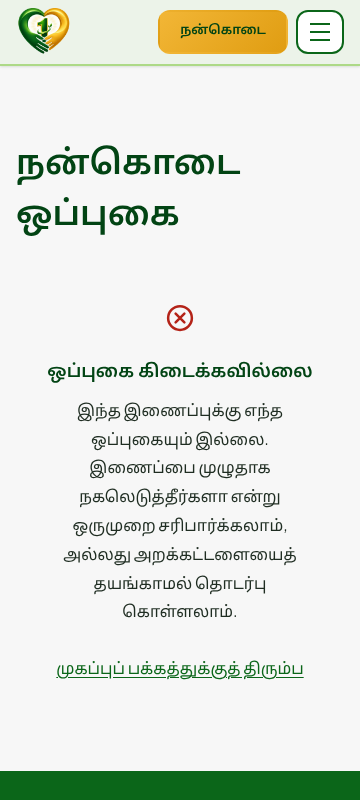 நன்கொடை
நன்கொடை
ஒப்புகை
ஒப்புகை கிடைக்கவில்லை
இந்த இணைப்புக்கு எந்த
ஒப்புகையும் இல்லை.
இணைப்பை முழுதாக
நகலெடுத்தீர்களா என்று
ஒருமுறை சரிபார்க்கலாம்,
அல்லது அறக்கட்டளையைத்
தயங்காமல் தொடர்பு
கொள்ளலாம்.
முகப்புப் பக்கத்துக்குத் திரும்ப